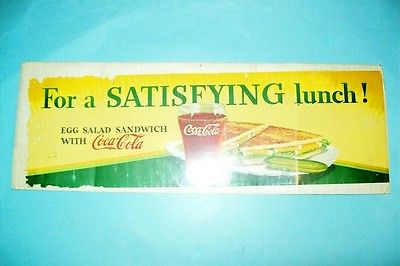 For a SATISFYING lunch!
EGG SALAD SANDWICH
WITH Coca-Cola
Coca-Cola